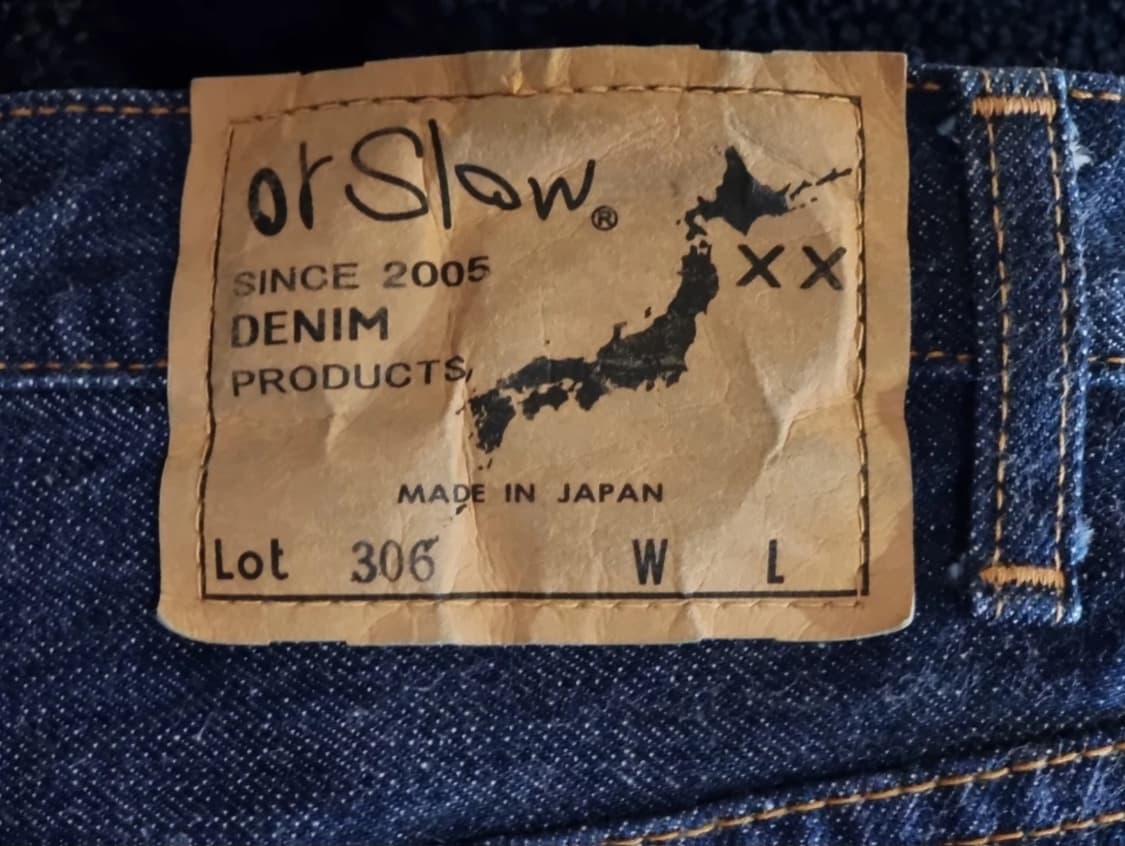 orSlow®
XX
SINCE 2005
DENIM
PRODUCTS
MADE IN JAPAN
Lot 306 W L